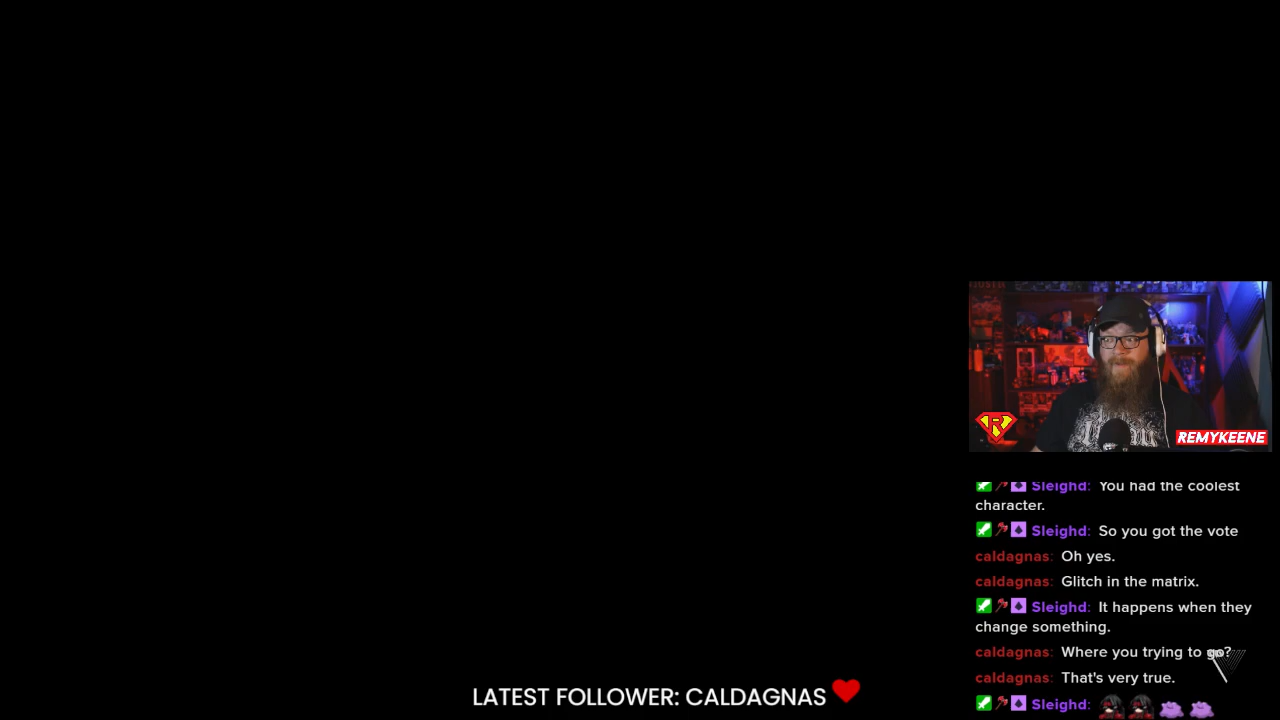 R
REMYKEENE
Sleighd: You had the coolest
character.
Sleighd: So you got the vote
caldagnas: Oh yes.
caldagnas: Glitch in the matrix.
Sleighd: It happens when they
change something.
caldagnas: Where you trying to go?
caldagnas: That's very true.
Sleighd:
LATEST FOLLOWER: CALDAGNAS